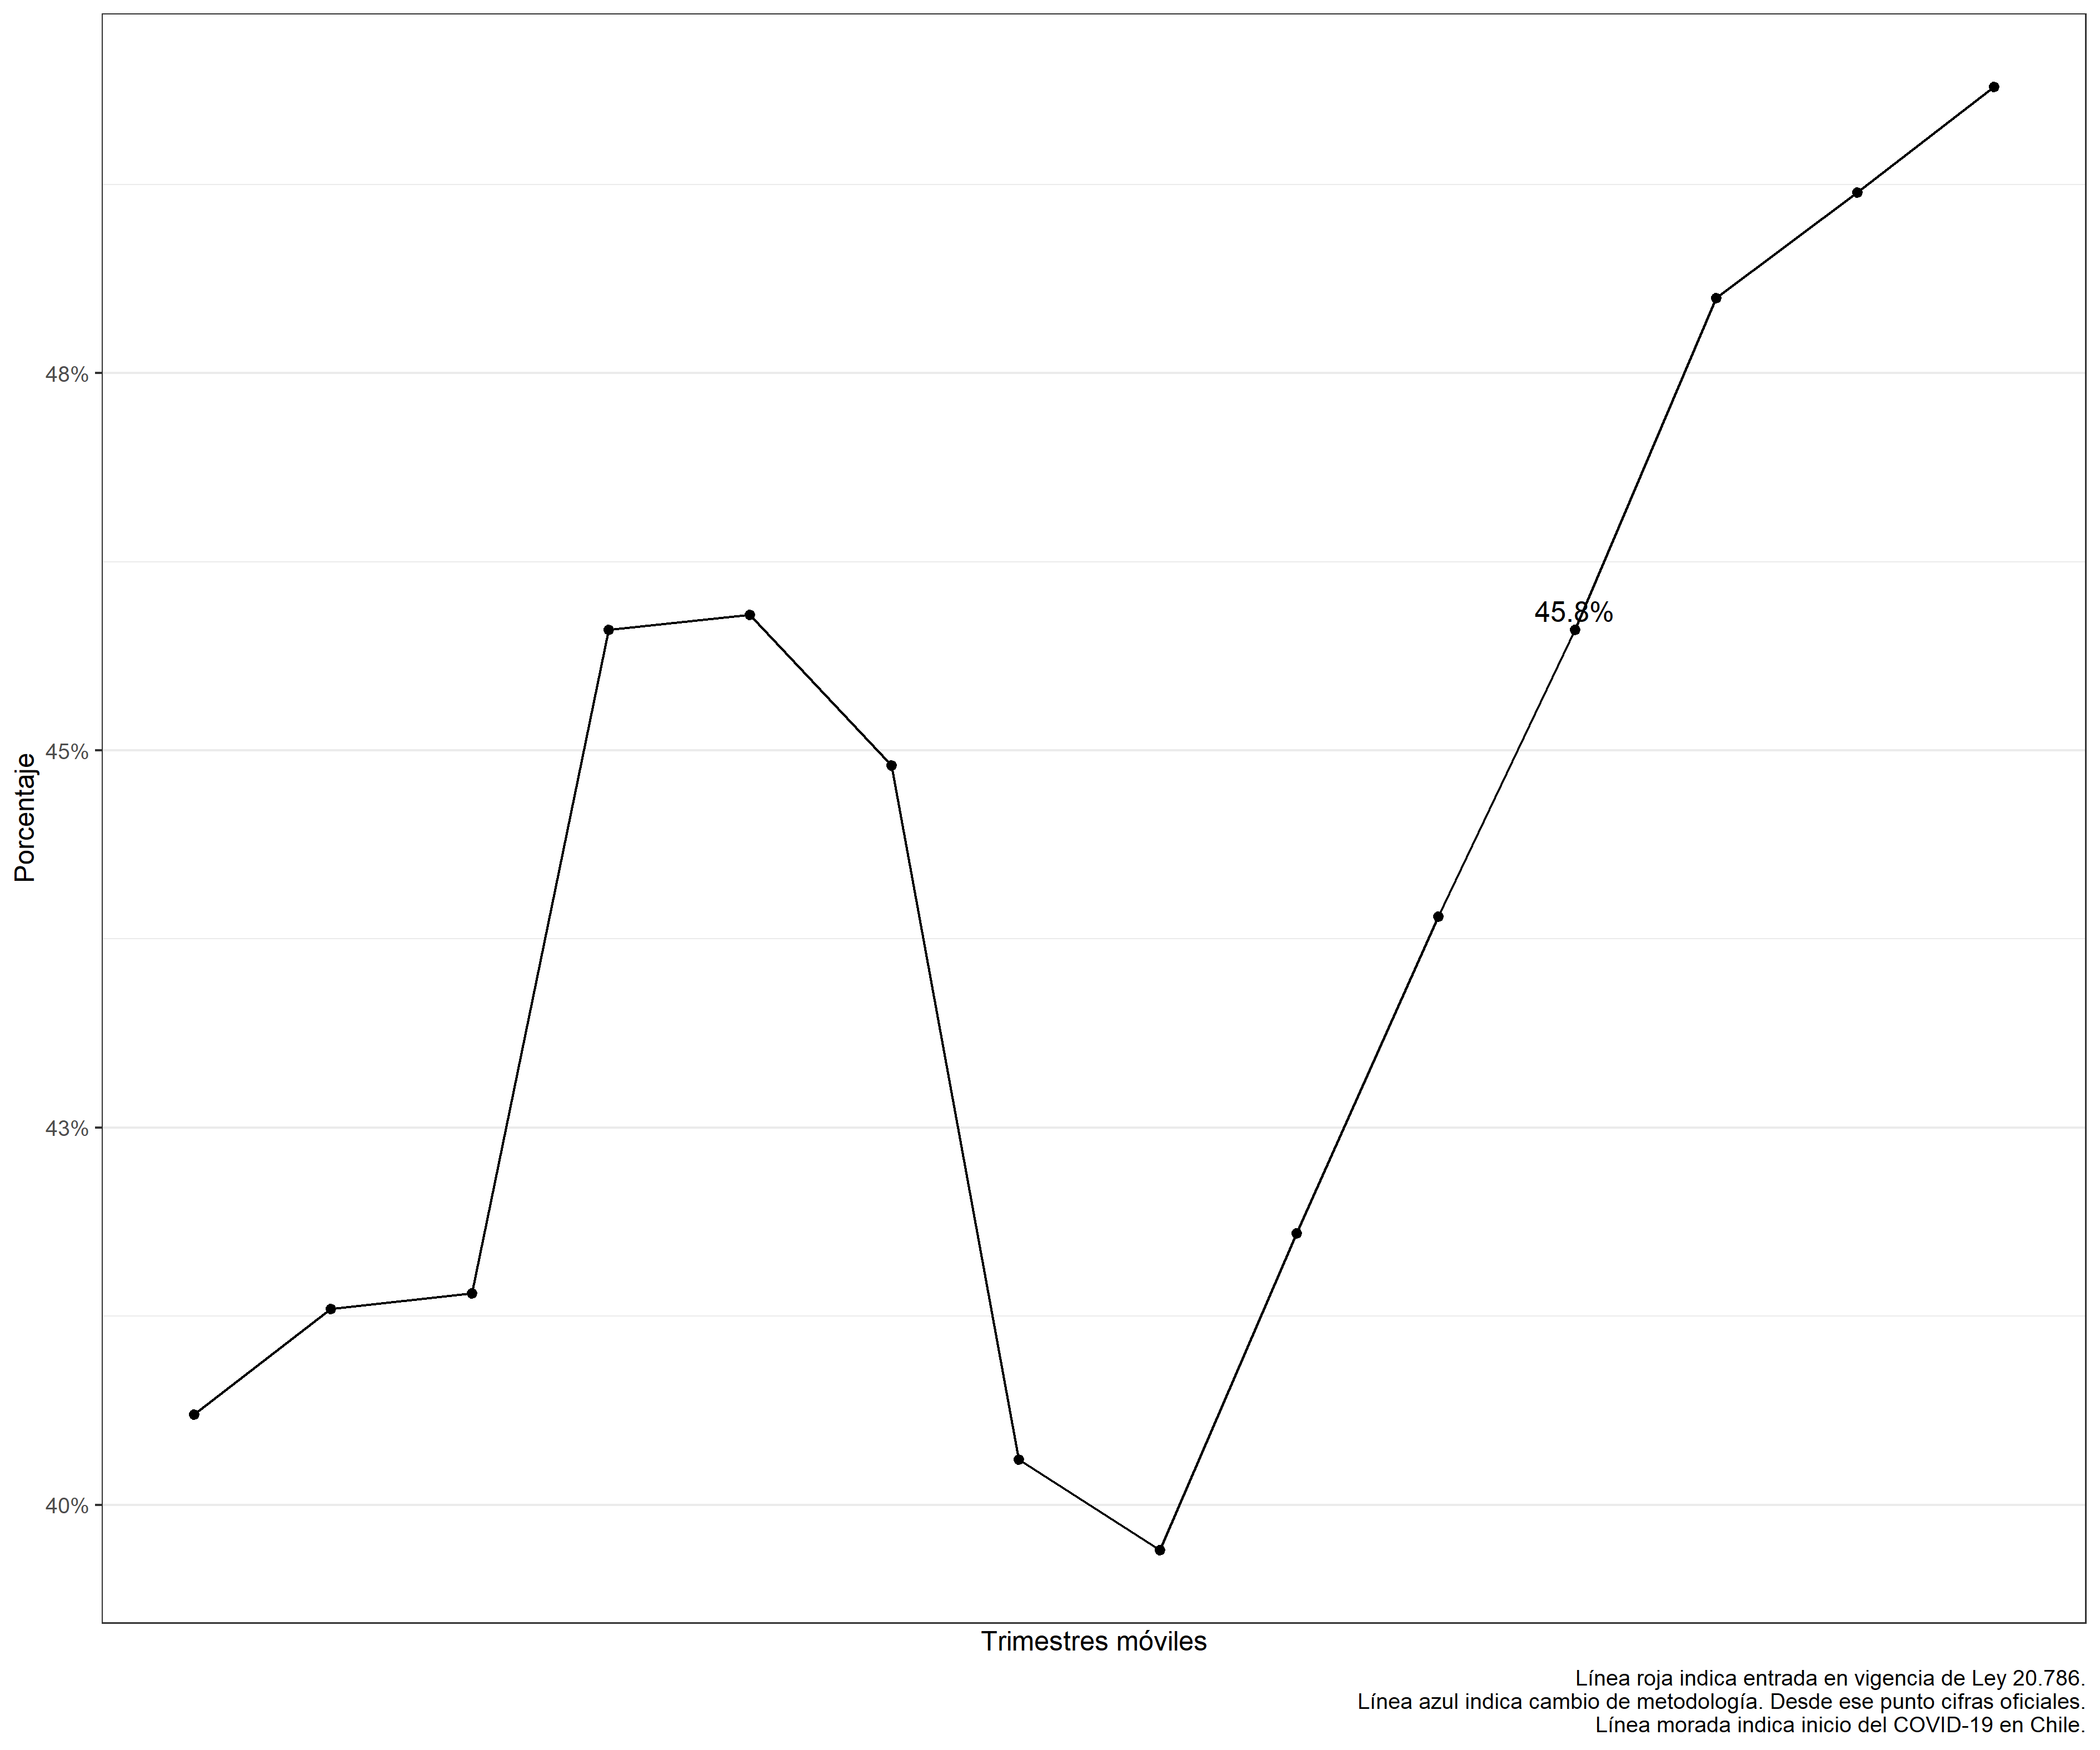 48%
45.8%
45%
Porcentaje
43%
40%
Trimestres móviles
Línea roja indica entrada en vigencia de Ley 20.786.
Línea azul indica cambio de metodología. Desde ese punto cifras oficiales.
Línea morada indica inicio del COVID-19 en Chile.